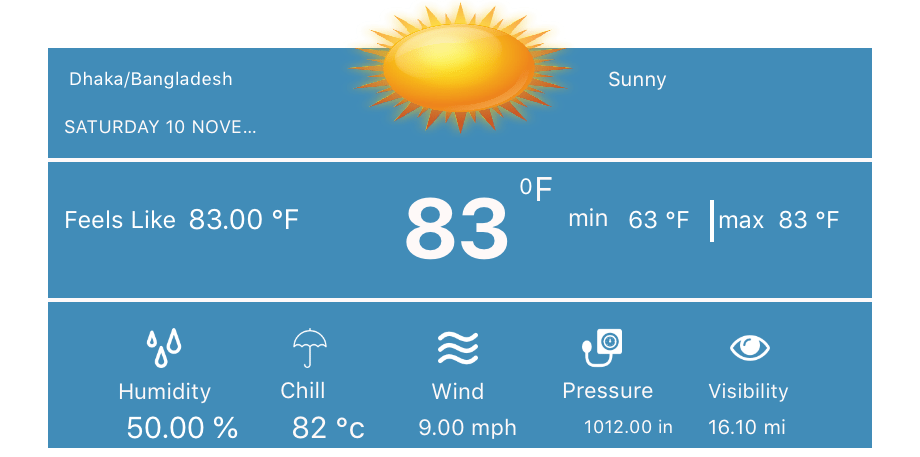 Dhaka/Bangladesh
Sunny
SATURDAY 10 NOVE...
Feels Like 83.00 °F
83 °F
min 63 °F max 83 °F
Humidity Chill Wind Pressure Visibility
50.00 % 82 °c 9.00 mph 1012.00 in 16.10 mi